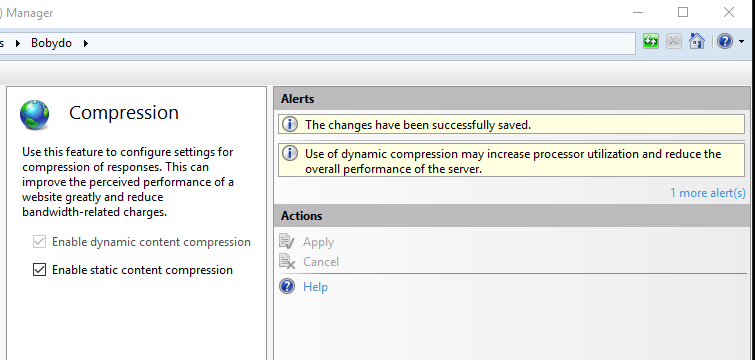 ) Manager
s ▸ Bobydo ▸
Compression
Use this feature to configure settings for
compression of responses. This can
improve the perceived performance of a
website greatly and reduce
bandwidth-related charges.
Enable dynamic content compression
Enable static content compression
Alerts
The changes have been successfully saved.
Use of dynamic compression may increase processor utilization and reduce the
overall performance of the server.
1 more alert(s)
Actions
Apply
Cancel
Help